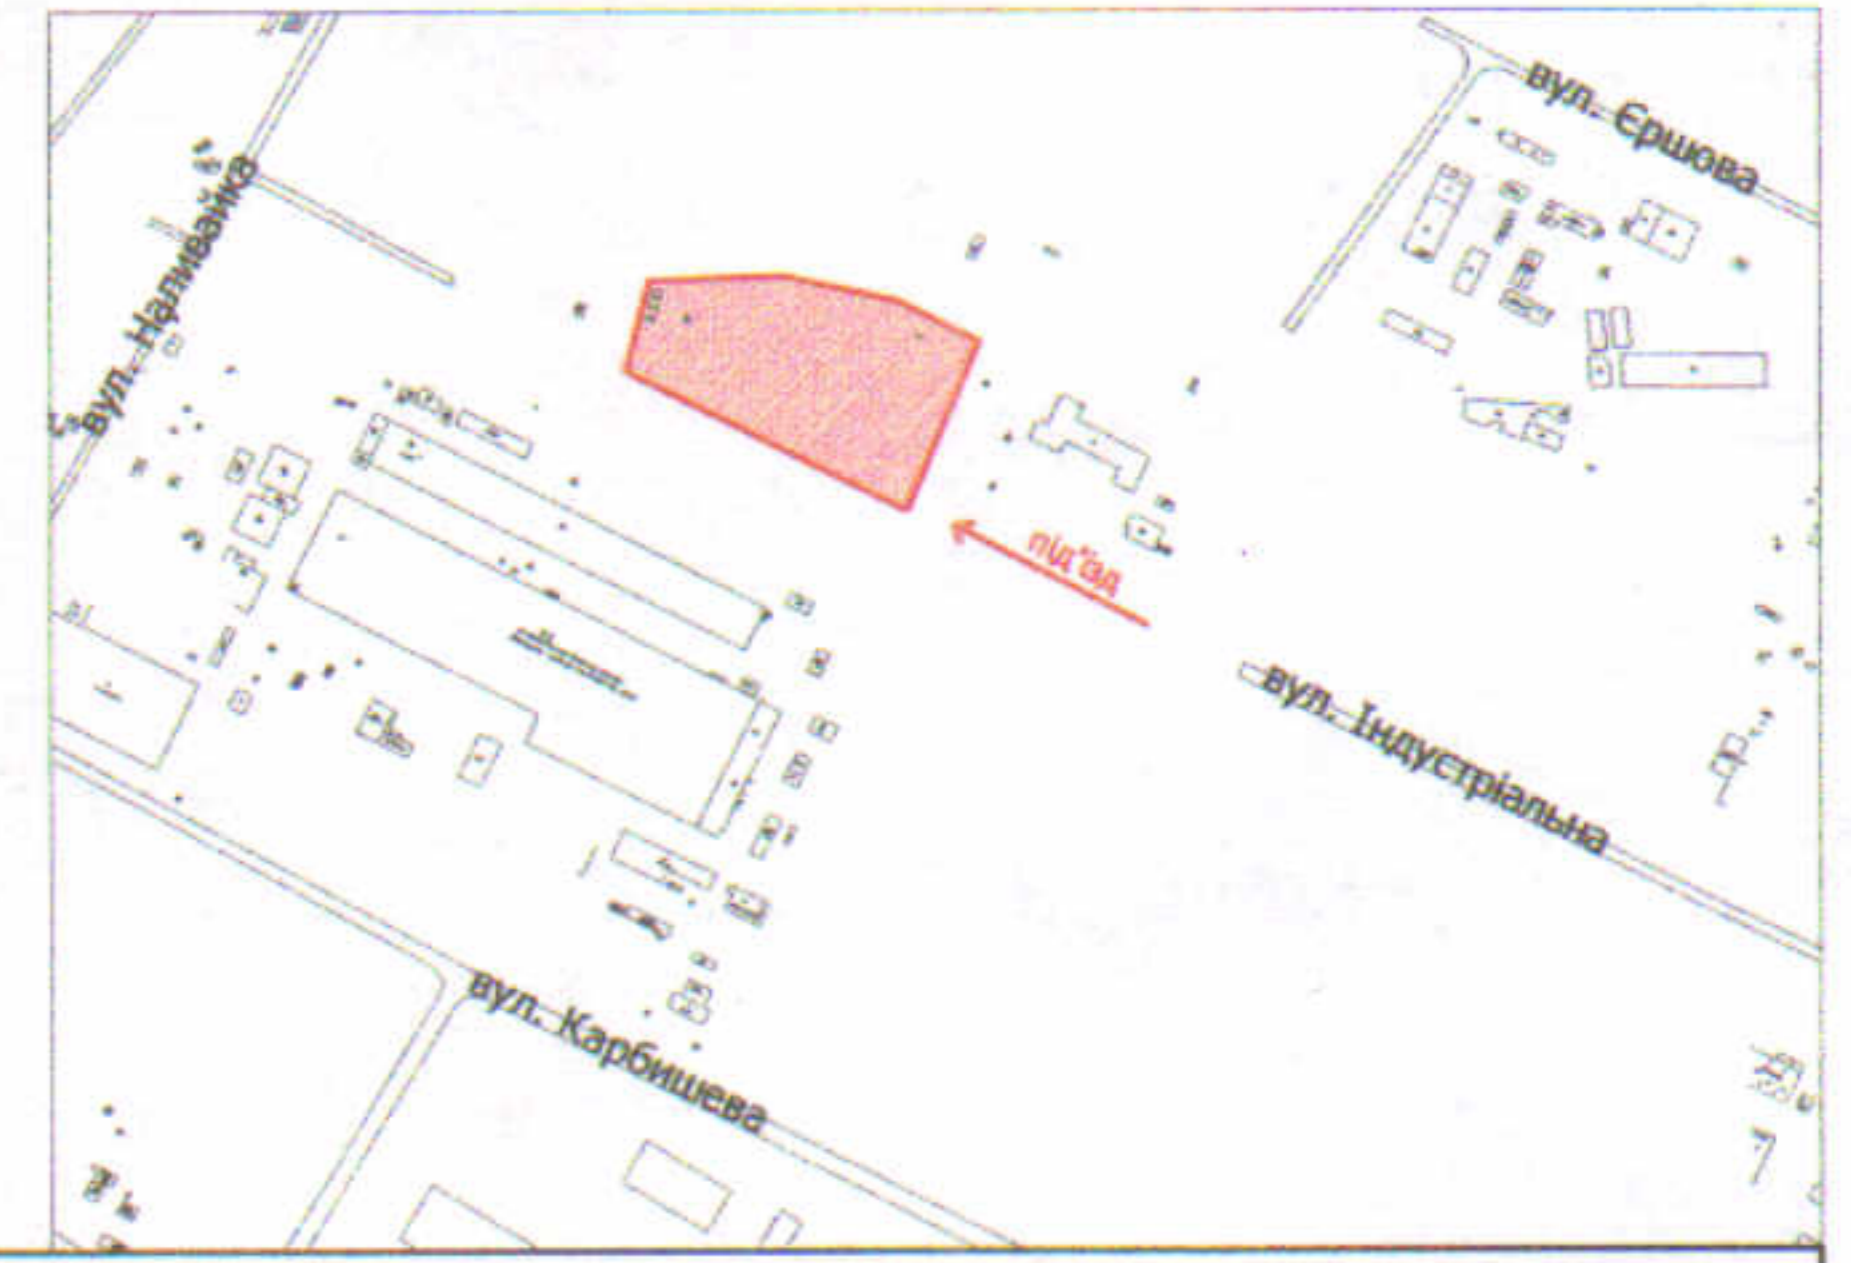 вул. Єршова
вул. Наливайка
під'їзд
вул. Індустріальна
вул. Карбишева